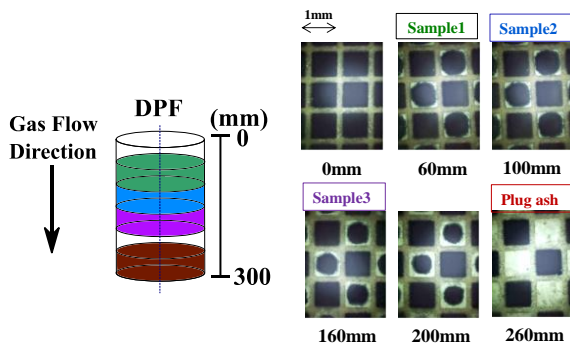 DPF
(mm)
0
Gas Flow
Direction
300
1mm
Sample1
Sample2
0mm
60mm
100mm
Sample3
Plug ash
160mm
200mm
260mm